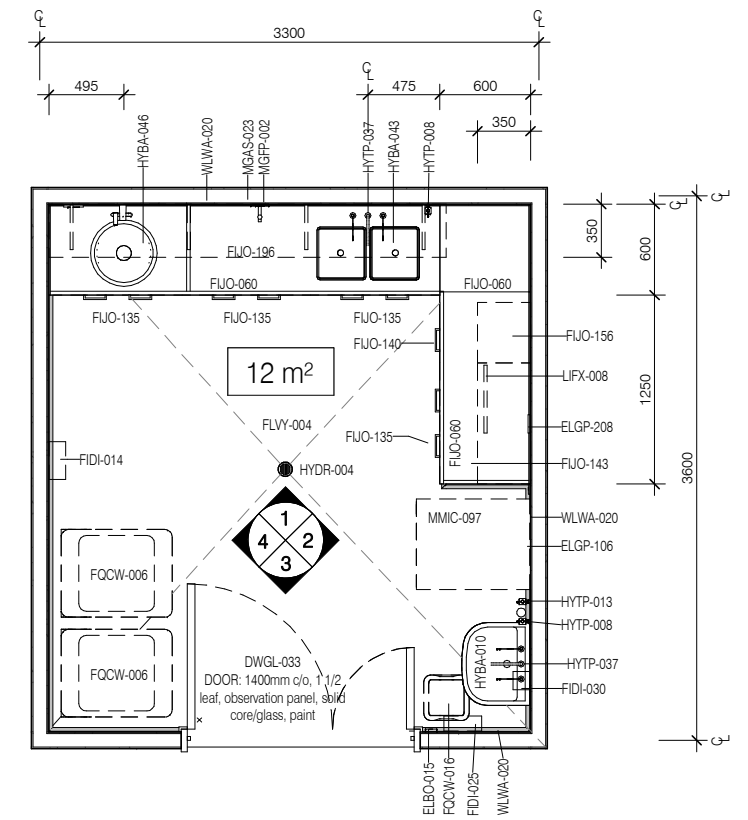 ℄ ℄
3300
℄
495 475 600
350
HYBA-046
WLWA-020
MGAS-023
MGFP-002
HYTP-037
HYBA-043
HYTP-008
℄
℄
350
600
FIJO-196
FIJO-060
FIJO-060
FIJO-135
FIJO-135
FIJO-135
FIJO-140
FIJO-156
12 m²
LIFX-008
1250
FLVY-004
FIJO-135
FIJO-060
ELGP-208
FIDI-014
HYDR-004
FIJO-143
3600
1
4 2
3
MMIC-097
WLWA-020
ELGP-106
FQCW-006
HYTP-013
HYTP-008
HYBA-010
HYTP-037
FIDI-030
FQCW-006
DWGL-033
DOOR: 1400mm c/o, 1 1/2
leaf, observation panel, solid
core/glass, paint
℄
ELBO-015
FQCW-016
FIDI-025
WLWA-020